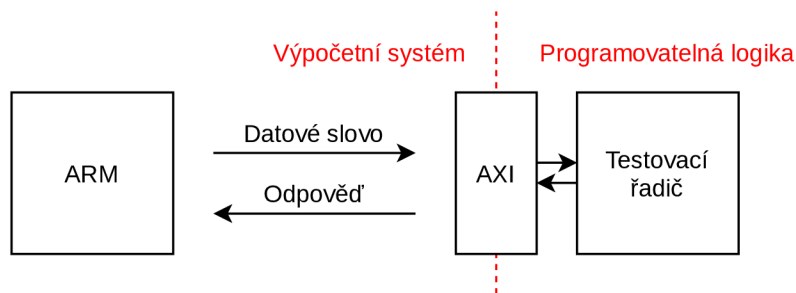 Výpočetní systém
Programovatelná logika
ARM
Datové slovo
Odpověď
AXI
Testovací
řadič